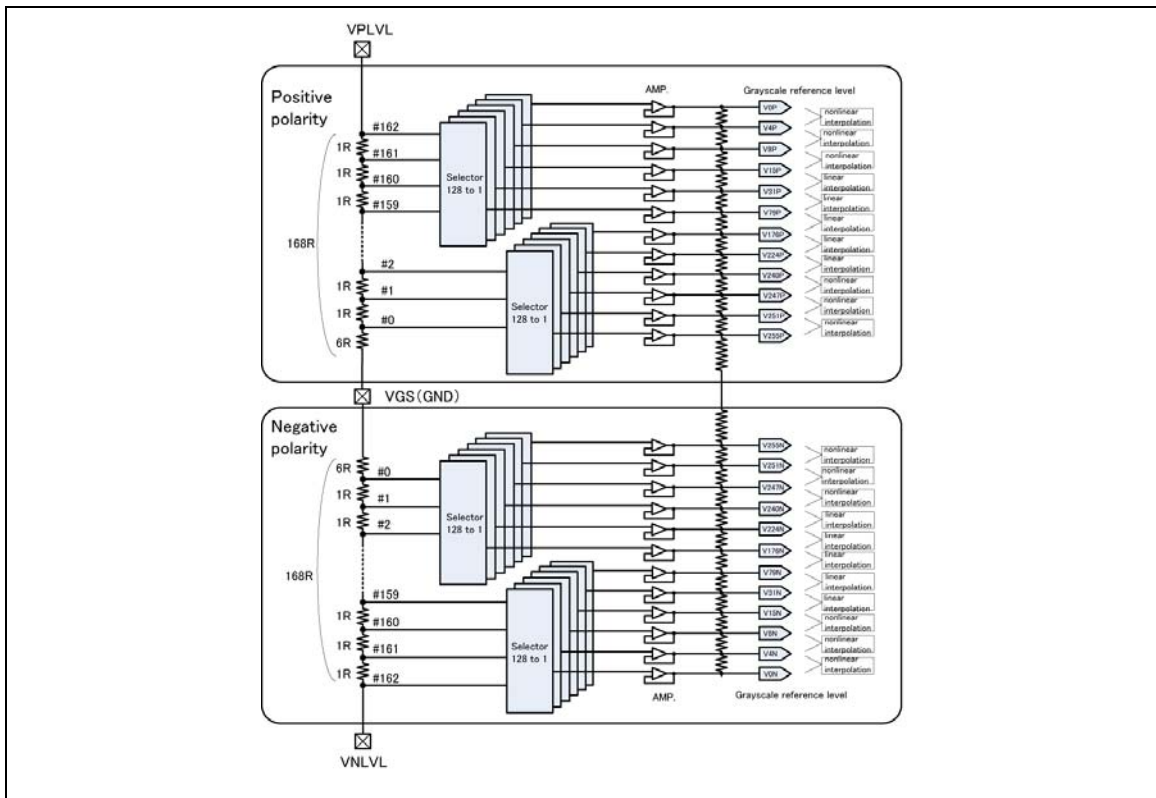 VPLVL
Positive
polarity
AMP.
Grayscale reference level
#162
#161
#160
#159
#2
#1
#0
1R
1R
1R
168R
1R
1R
6R
Selector
128 to 1
Selector
128 to 1
V0P
V4P
V8P
V15P
V31P
V79P
V176P
V224P
V240P
V247P
V251P
V255P
nonlinear
interpolation
nonlinear
interpolation
nonlinear
interpolation
linear
interpolation
linear
interpolation
linear
interpolation
linear
interpolation
linear
interpolation
nonlinear
interpolation
nonlinear
interpolation
nonlinear
interpolation
VGS(GND)
Negative
polarity
6R
1R
1R
168R
1R
1R
1R
#0
#1
#2
#159
#160
#161
#162
Selector
128 to 1
Selector
128 to 1
V255N
V251N
V247N
V240N
V224N
V176N
V79N
V31N
V15N
V8N
V4N
V0N
nonlinear
interpolation
nonlinear
interpolation
nonlinear
interpolation
linear
interpolation
linear
interpolation
linear
interpolation
linear
interpolation
linear
interpolation
nonlinear
interpolation
nonlinear
interpolation
nonlinear
interpolation
AMP.
Grayscale reference level
VNLVL